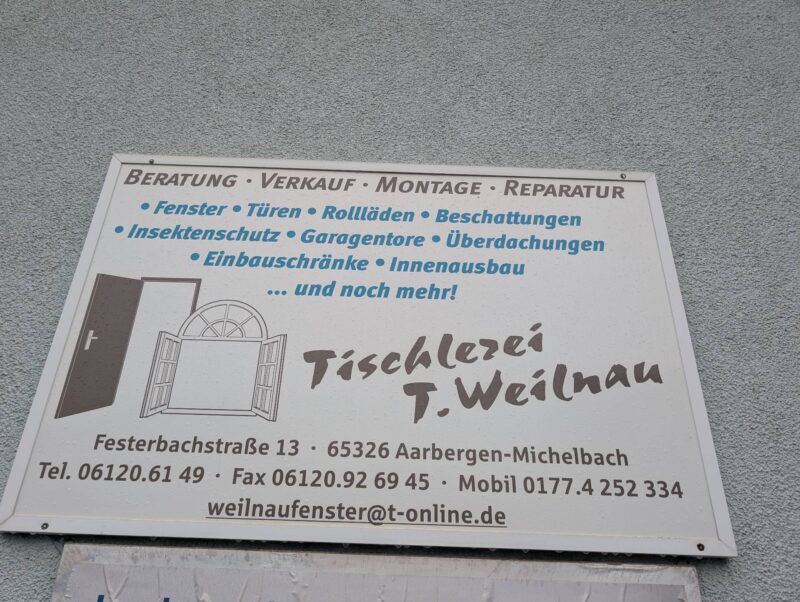 BERATUNG · VERKAUF · MONTAGE · REPARATUR
• Fenster • Türen • Rollläden • Beschattungen
• Insektenschutz • Garagentore • Überdachungen
• Einbauschränke • Innenausbau
... und noch mehr!
Tischlerei
T. Weilnau
Festerbachstraße 13 · 65326 Aarbergen-Michelbach
Tel. 06120.61 49 · Fax 06120.92 69 45 · Mobil 0177.4 252 334
weilnaufenster@t-online.de